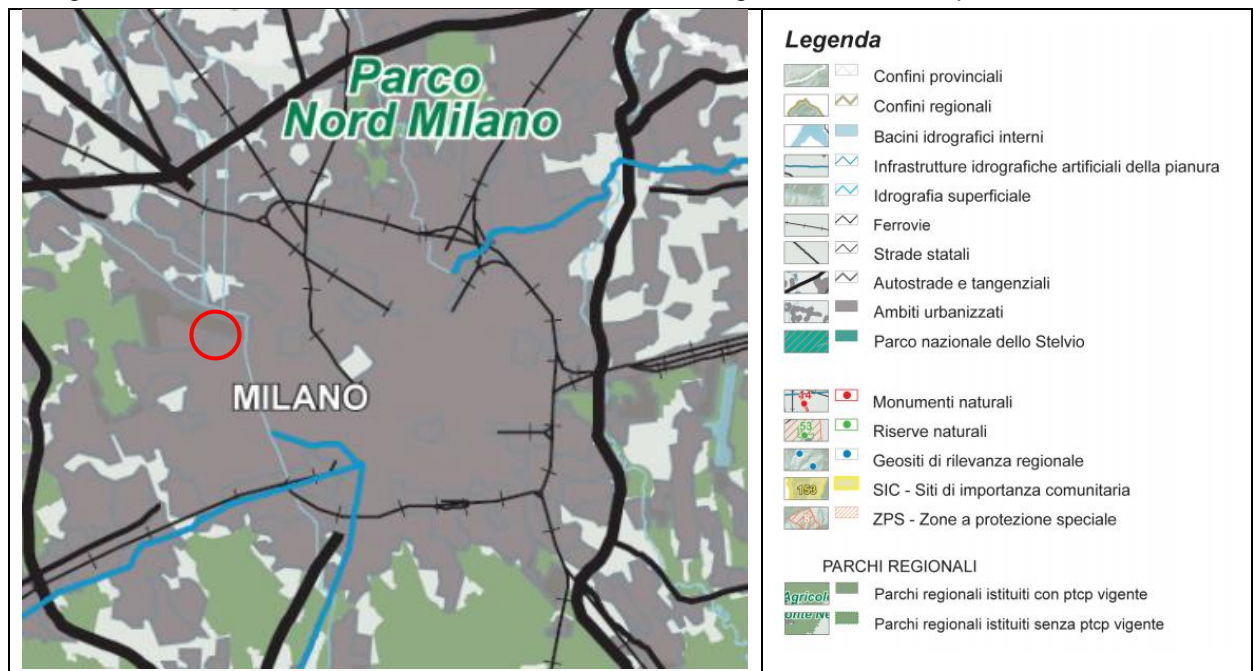 Parco
Nord Milano
MILANO
Legenda
Confini provinciali
Confini regionali
Bacini idrografici interni
Infrastrutture idrografiche artificiali della pianura
Idrografia superficiale
Ferrovie
Strade statali
Autostrade e tangenziali
Ambiti urbanizzati
Parco nazionale dello Stelvio
44
Monumenti naturali
53
Riserve naturali
Geositi di rilevanza regionale
153
SIC - Siti di importanza comunitaria
ZPS - Zone a protezione speciale
PARCHI REGIONALI
Parchi regionali istituiti con ptcp vigente
Parchi regionali istituiti senza ptcp vigente